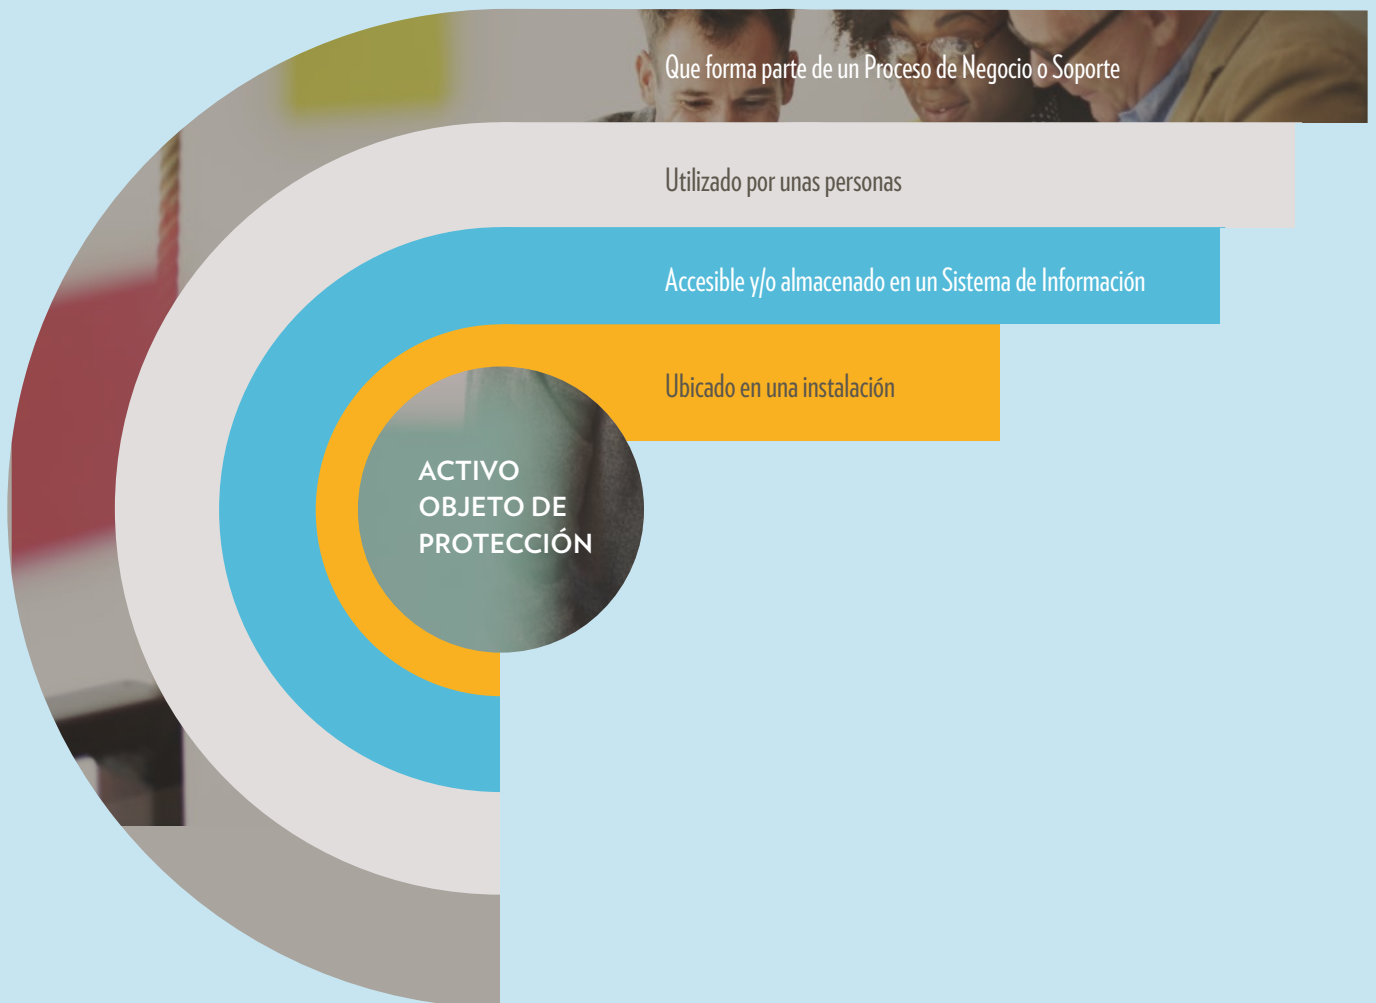 Que forma parte de un Proceso de Negocio o Soporte
Utilizado por unas personas
Accesible y/o almacenado en un Sistema de Información
Ubicado en una instalación
ACTIVO
OBJETO DE
PROTECCIÓN